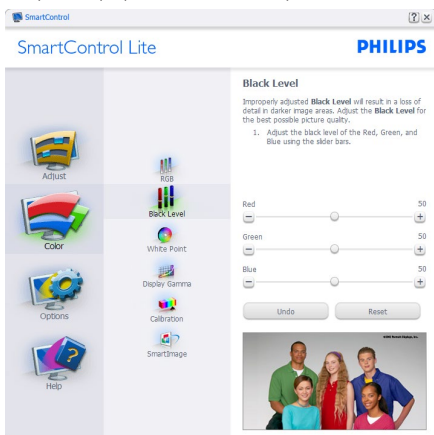 SmartControl
SmartControl Lite
PHILIPS
Adjust
Color
Options
Help
RGB
Black Level
White Point
Display Gamma
Calibration
SmartImage
Black Level
Improperly adjusted Black Level will result in a loss of
detail in darker image areas. Adjust the Black Level for
the best possible picture quality.
1. Adjust the black level of the Red, Green, and
Blue using the slider bars.
Red 50
Green 50
Blue 50
Undo Reset